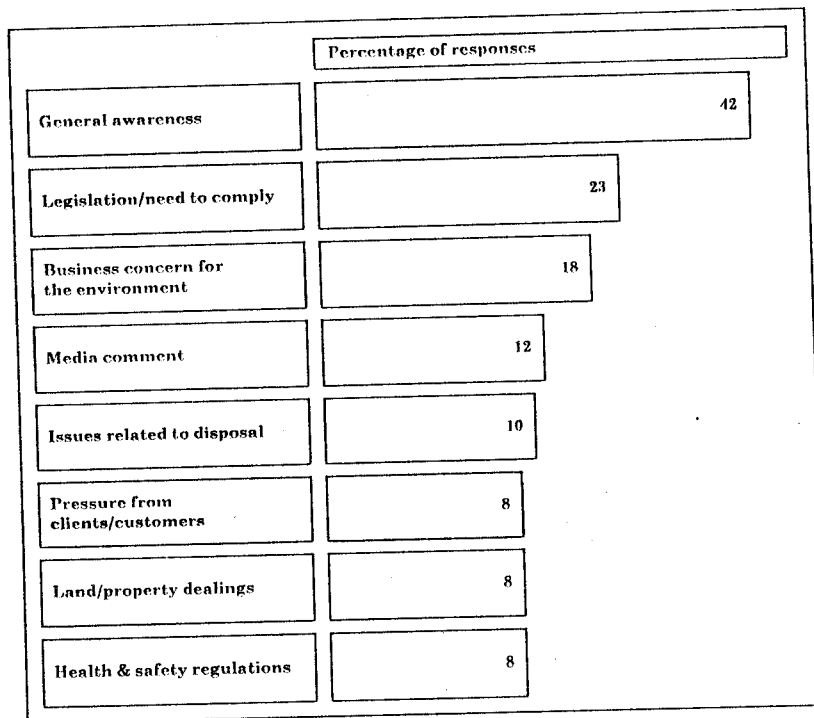 Percentage of responses
General awareness
42
Legislation/need to comply
23
Business concern for
the environment
18
Media comment
12
Issues related to disposal
10
Pressure from
clients/customers
8
Land/property dealings
8
Health & safety regulations
8